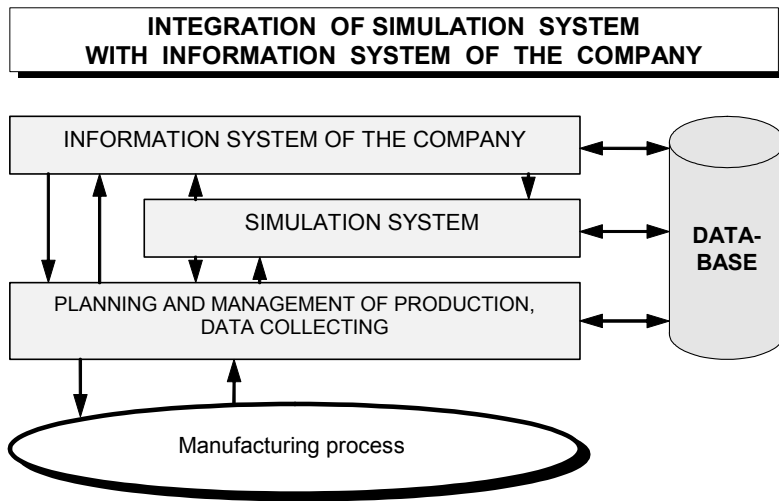 INTEGRATION OF SIMULATION SYSTEM
WITH INFORMATION SYSTEM OF THE COMPANY
INFORMATION SYSTEM OF THE COMPANY
SIMULATION SYSTEM
DATA-
BASE
PLANNING AND MANAGEMENT OF PRODUCTION,
DATA COLLECTING
Manufacturing process